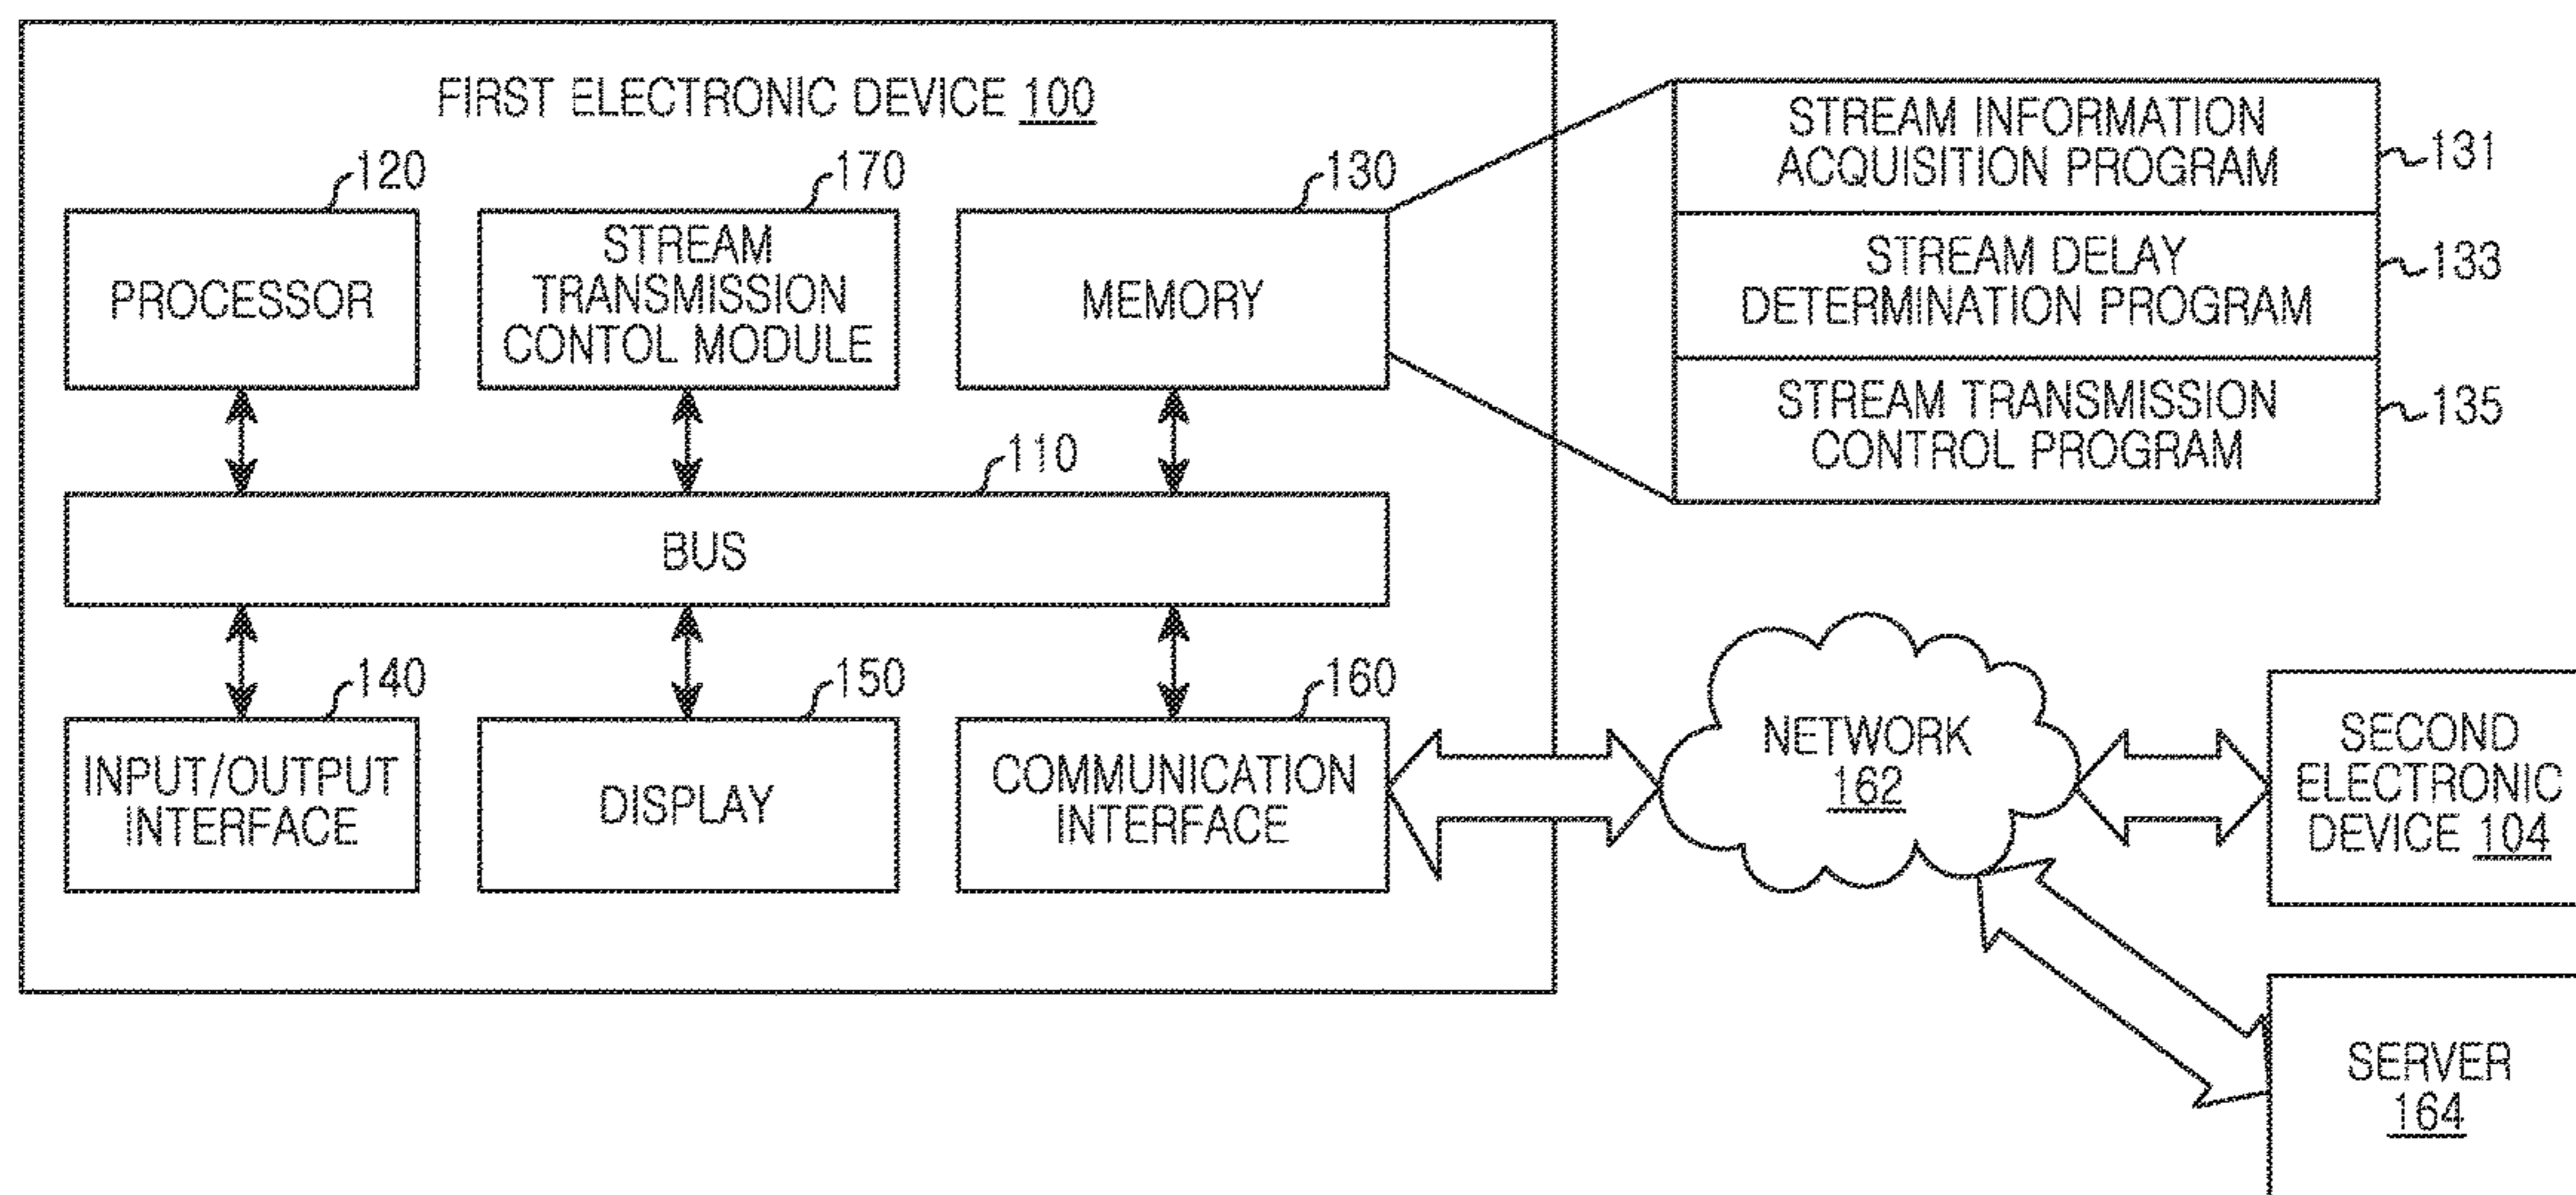 FIRST ELECTRONIC DEVICE 100
120
170
130
PROCESSOR
STREAM
TRANSMISSION
CONTOL MODULE
MEMORY
STREAM INFORMATION
ACQUISITION PROGRAM
131
STREAM DELAY
DETERMINATION PROGRAM
133
STREAM TRANSMISSION
CONTROL PROGRAM
135
110
BUS
140
150
160
INPUT/OUTPUT
INTERFACE
DISPLAY
COMMUNICATION
INTERFACE
NETWORK
162
SECOND
ELECTRONIC
DEVICE 104
SERVER
164